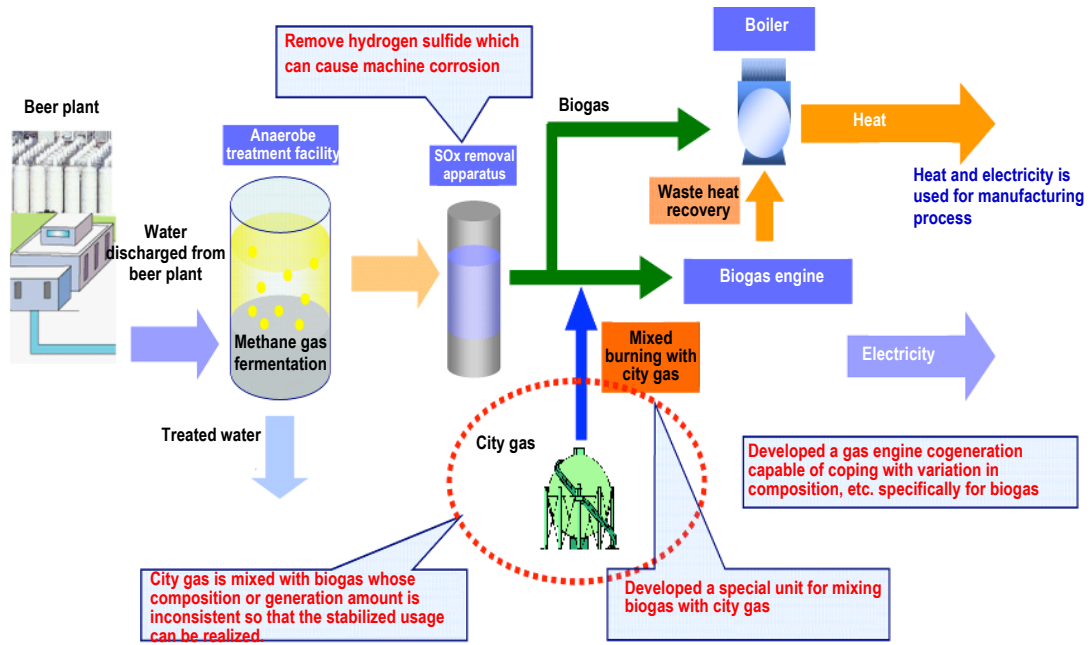 Remove hydrogen sulfide which
can cause machine corrosion
Boiler
Beer plant
Biogas
Anaerobe
treatment facility
SOx removal
apparatus
Heat
Waste heat
recovery
Heat and electricity is
used for manufacturing
process
Water
discharged from
beer plant
Biogas engine
Methane gas
fermentation
Mixed
burning with
city gas
Electricity
Treated water
City gas
Developed a gas engine cogeneration
capable of coping with variation in
composition, etc. specifically for biogas
City gas is mixed with biogas whose
composition or generation amount is
inconsistent so that the stabilized usage
can be realized.
Developed a special unit for mixing
biogas with city gas